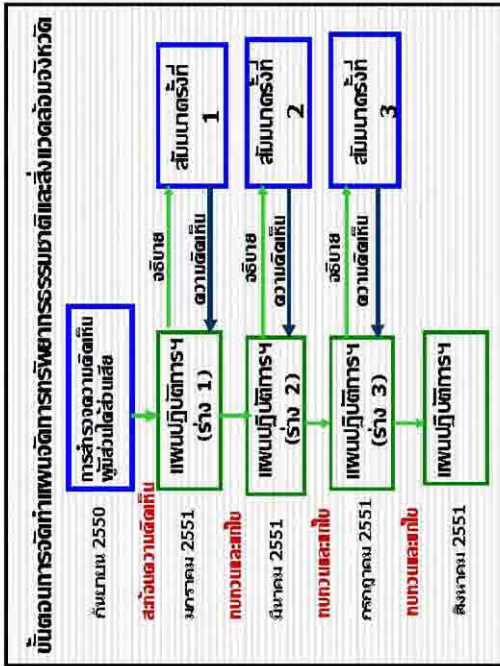 ขั้นตอนการจัดทำแผนจัดการทรัพยากรธรรมชาติและสิ่งแวดล้อมจังหวัด
กันยายน 2550
การสำรวจความคิดเห็น
ผู้มีส่วนได้ส่วนเสีย
สะท้อนความคิดเห็น
มกราคม 2551
แผนปฏิบัติการฯ
(ร่าง 1)
อธิบาย
ความคิดเห็น
สัมมนาครั้งที่
1
ทบทวนและแก้ไข
มีนาคม 2551
แผนปฏิบัติการฯ
(ร่าง 2)
อธิบาย
ความคิดเห็น
สัมมนาครั้งที่
2
ทบทวนและแก้ไข
กรกฎาคม 2551
แผนปฏิบัติการฯ
(ร่าง 3)
อธิบาย
ความคิดเห็น
สัมมนาครั้งที่
3
ทบทวนและแก้ไข
สิงหาคม 2551
แผนปฏิบัติการฯ